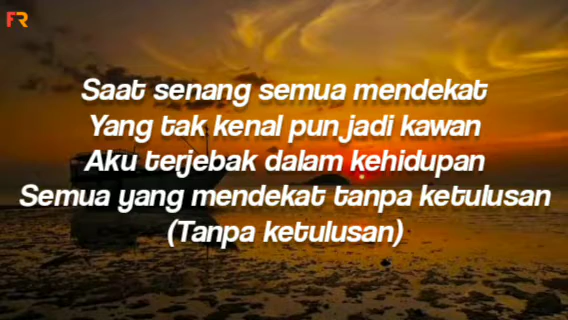 FR
Saat senang semua mendekat
Yang tak kenal pun jadi kawan
Aku terjebak dalam kehidupan
Semua yang mendekat tanpa ketulusan
(Tanpa ketulusan)